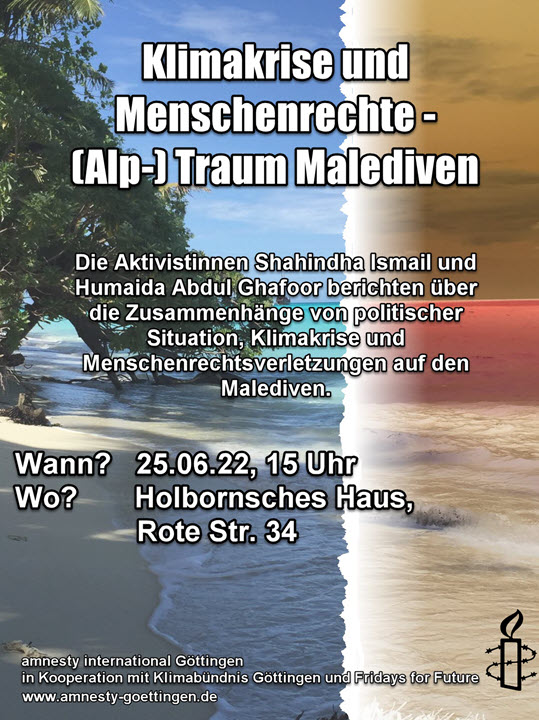 Klimakrise und
Menschenrechte -
(Alp-) Traum Malediven
Die Aktivistinnen Shahindha Ismail und
Humaida Abdul Ghafoor berichten über
die Zusammenhänge von politischer
Situation, Klimakrise und
Menschenrechtsverletzungen auf den
Malediven.
Wann? 25.06.22, 15 Uhr
Wo? Holbornsches Haus,
Rote Str. 34
amnesty international Göttingen
in Kooperation mit Klimabündnis Göttingen und Fridays for Future
www.amnesty-goettingen.de